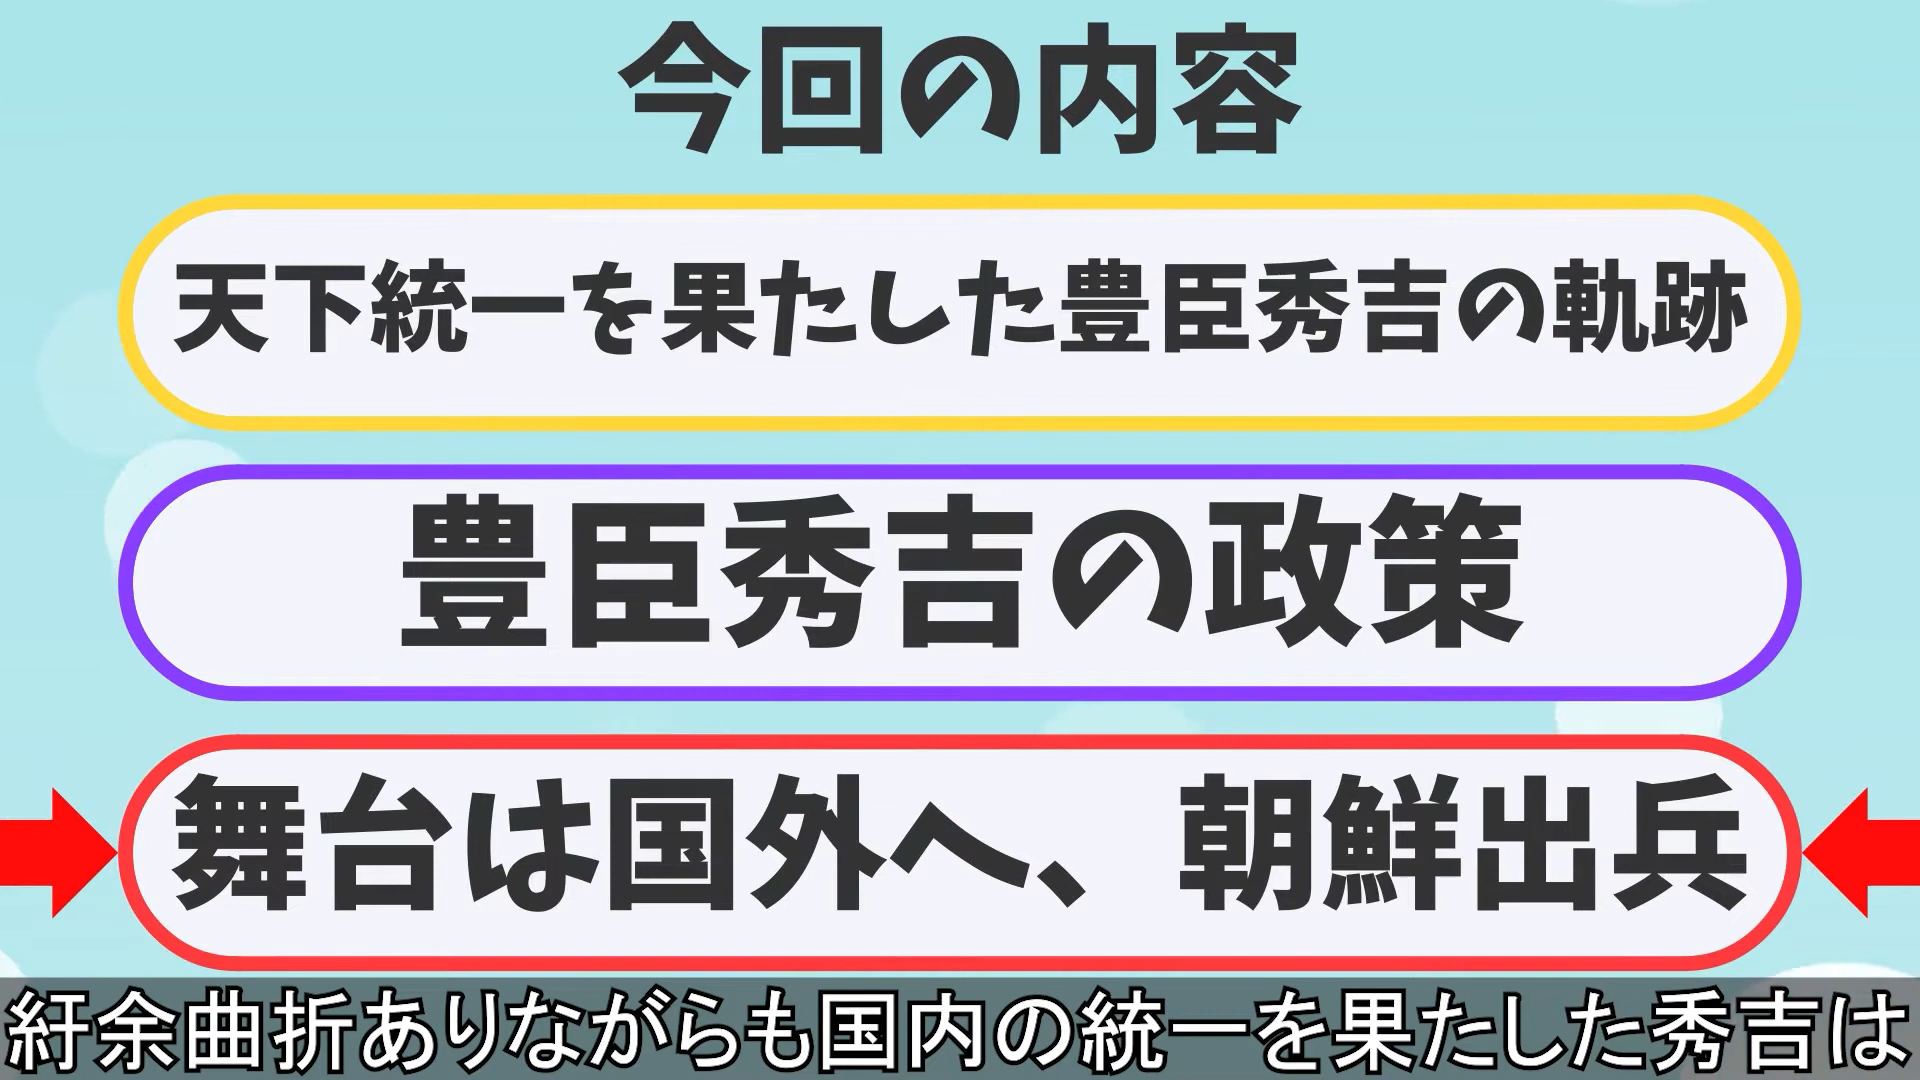 今回の内容
天下統一を果たした豊臣秀吉の軌跡
豊臣秀吉の政策
舞台は国外へ、朝鮮出兵
紆余曲折ありながらも国内の統一を果たした秀吉は